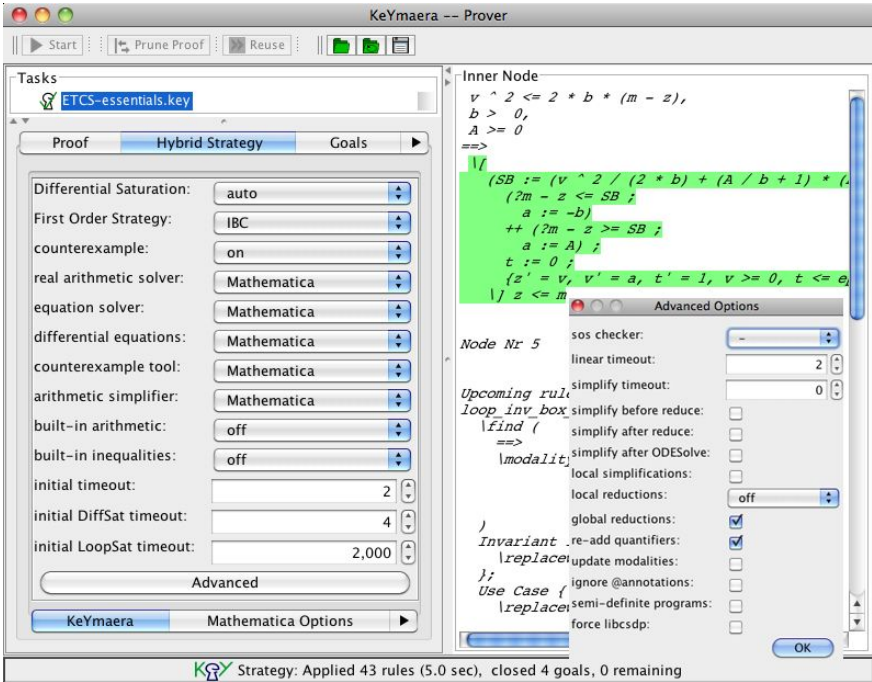 KeYmaera -- Prover
Start
Prune Proof
Reuse
Tasks
ETCS-essentials.key
Proof
Hybrid Strategy
Goals
Differential Saturation: auto
First Order Strategy: IBC
counterexample: on
real arithmetic solver: Mathematica
equation solver: Mathematica
differential equations: Mathematica
counterexample tool: Mathematica
arithmetic simplifier: Mathematica
built-in arithmetic: off
built-in inequalities: off
initial timeout: 2
initial DiffSat timeout: 4
initial LoopSat timeout: 2,000
Advanced
KeYmaera
Mathematica Options
Inner Node
v ^ 2 <= 2 * b * (m - z),
b > 0,
A >= 0
==>
\[
(SB := (v ^ 2 / (2 * b) + (A / b + 1) * (
(?m - z <= SB ;
a := -b)
++ (?m - z >= SB ;
a := A) ;
t := 0 ;
{z' = v, v' = a, t' = 1, v >= 0, t <= ep
\] z <= m
Node Nr 5
Upcoming rule
loop_inv_box_
\find (
==>
\modality
)
Invariant
\replacew
};
Use Case {
\replacew
Advanced Options
sos checker: -
linear timeout: 2
simplify timeout: 0
simplify before reduce:
simplify after reduce:
simplify after ODESolve:
local simplifications:
local reductions: off
global reductions:
re-add quantifiers:
update modalities:
ignore @annotations:
semi-definite programs:
force libcsdp:
OK
KeY Strategy: Applied 43 rules (5.0 sec), closed 4 goals, 0 remaining